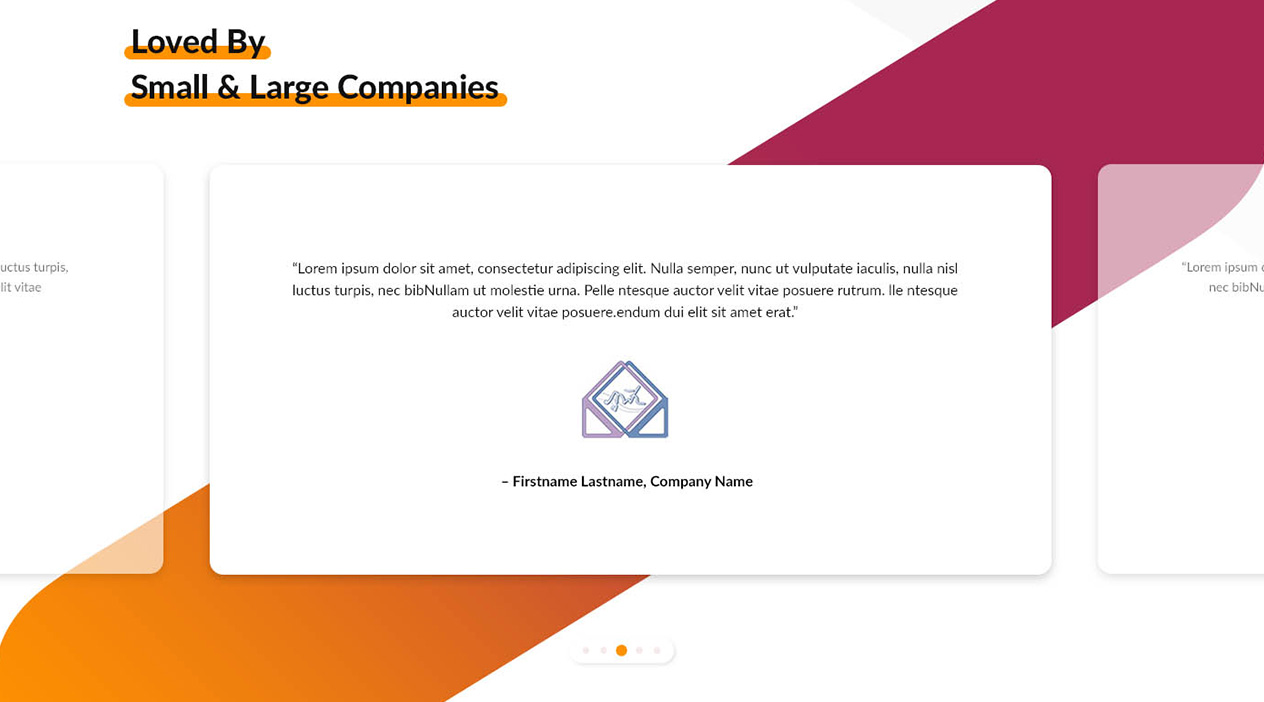 Loved By
Small & Large Companies
uctus turpis,
lit vitae
“Lorem ipsum dolor sit amet, consectetur adipiscing elit. Nulla semper, nunc ut vulputate iaculis, nulla nisl
luctus turpis, nec bibNullam ut molestie urna. Pelle ntesque auctor velit vitae posuere rutrum. lle ntesque
auctor velit vitae posuere.endum dui elit sit amet erat.”
– Firstname Lastname, Company Name
“Lorem ipsum
nec bibNu